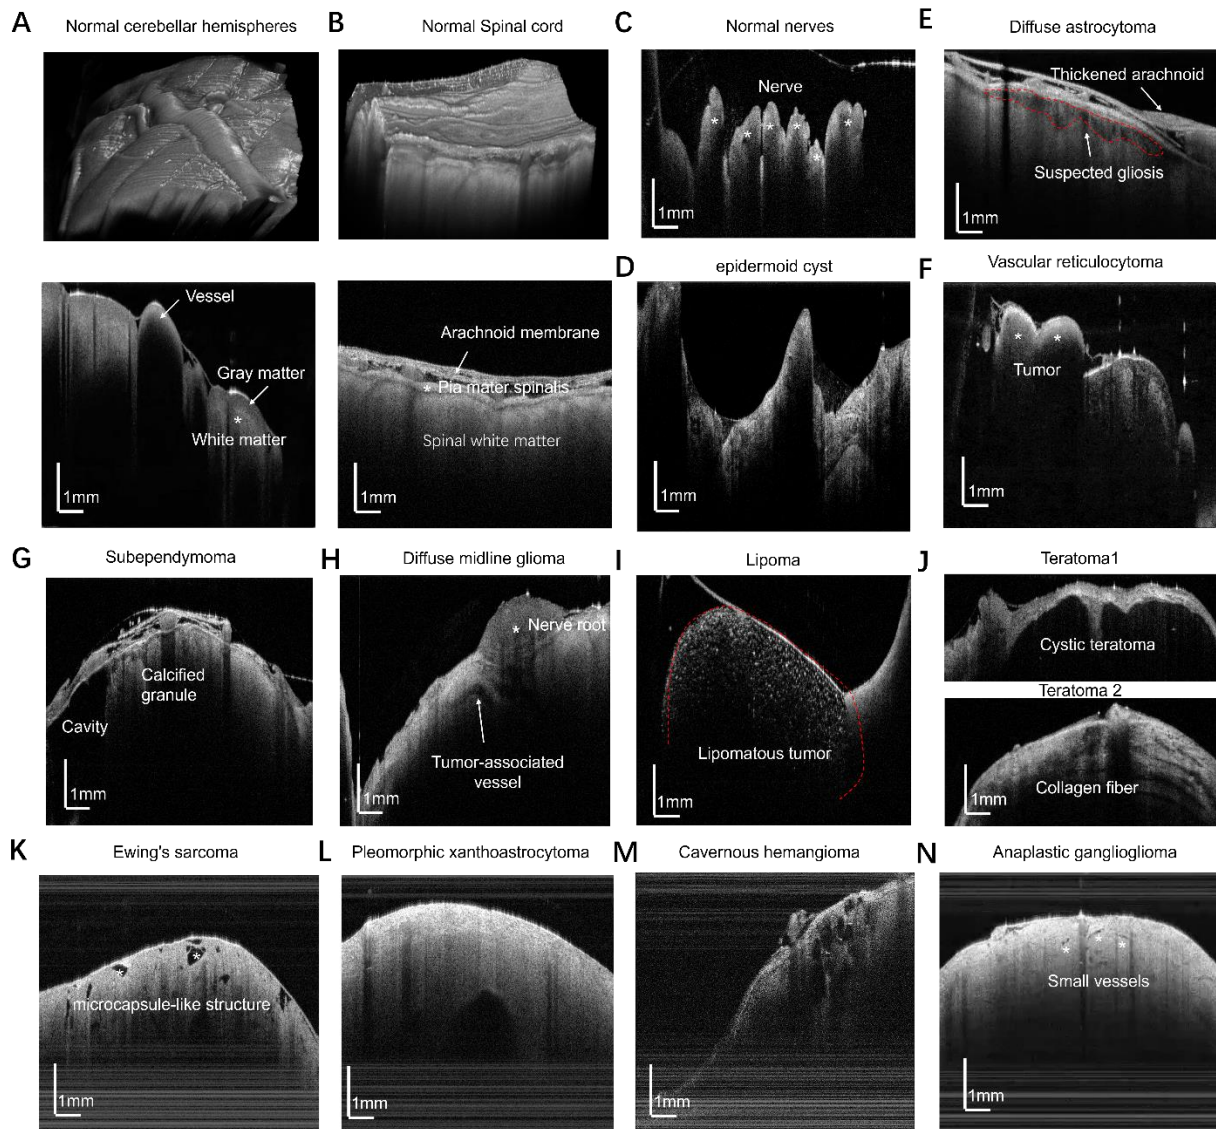 A
Normal cerebellar hemispheres
Vessel
Gray matter
*
White matter
1mm
B
Normal Spinal cord
Arachnoid membrane
* Pia mater spinalis
Spinal white matter
1mm
C
Normal nerves
Nerve
* * * * * *
1mm
D
epidermoid cyst
1mm
E
Diffuse astrocytoma
Thickened arachnoid
Suspected gliosis
1mm
F
Vascular reticulocytoma
* *
Tumor
1mm
G
Subependymoma
Calcified
granule
Cavity
1mm
H
Diffuse midline glioma
*
Nerve root
Tumor-associated
vessel
1mm
I
Lipoma
Lipomatous tumor
1mm
J
Teratoma1
Cystic teratoma
Teratoma 2
Collagen fiber
1mm
K
Ewing's sarcoma
* *
microcapsule-like structure
1mm
L
Pleomorphic xanthoastrocytoma
1mm
M
Cavernous hemangioma
1mm
N
Anaplastic ganglioglioma
* * *
Small vessels
1mm